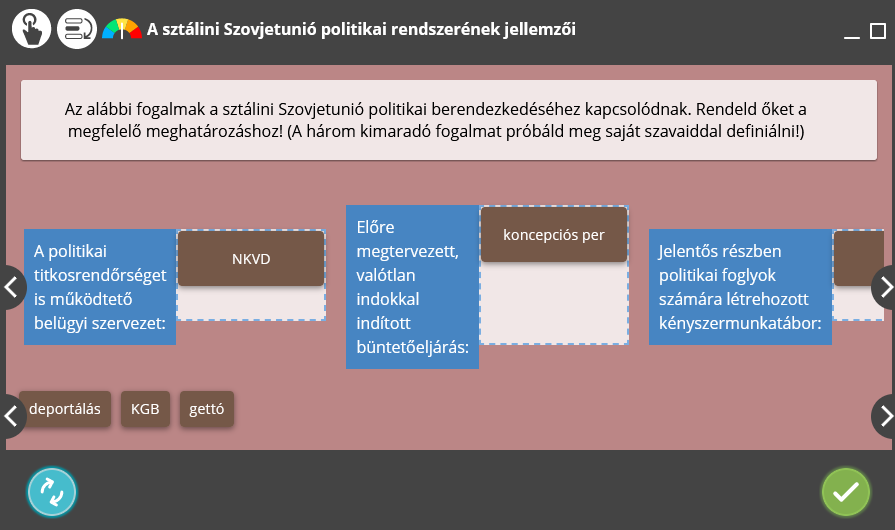 A sztálini Szovjetunió politikai rendszerének jellemzői
Az alábbi fogalmak a sztálini Szovjetunió politikai berendezkedéséhez kapcsolódnak. Rendeld őket a
megfelelő meghatározáshoz! (A három kimaradó fogalmat próbáld meg saját szavaiddal definiálni!)
A politikai
titkosrendőrséget
is működtető
belügyi szervezet:
NKVD
Előre
megtervezett,
valótlan
indokkal
indított
büntetőeljárás:
koncepciós per
Jelentős részben
politikai foglyok
számára létrehozott
kényszermunkatábor:
deportálás
KGB
gettó